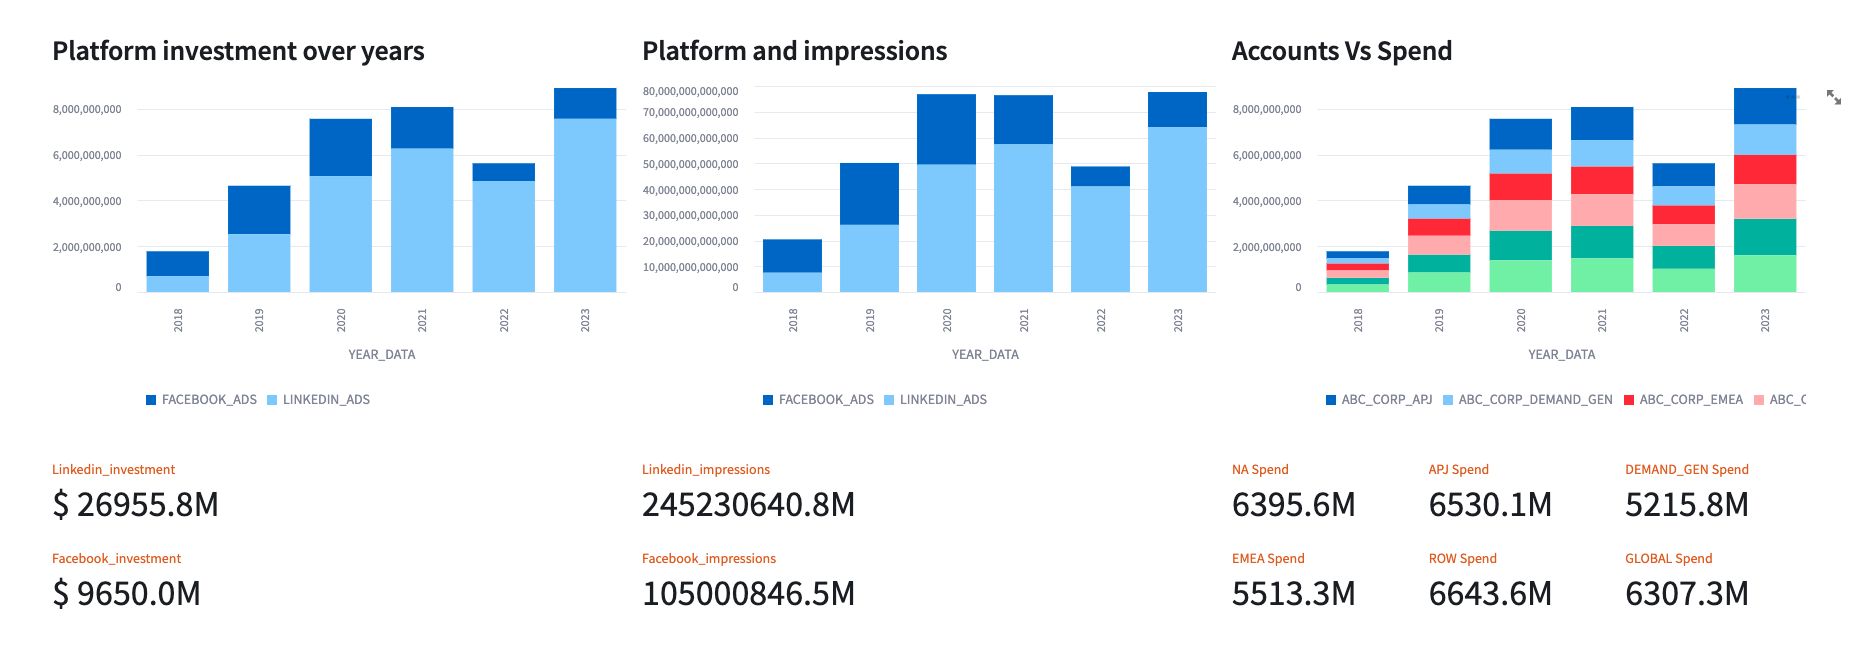 Platform investment over years
8,000,000,000
6,000,000,000
4,000,000,000
2,000,000,000
0
2018
2019
2020
2021
2022
2023
YEAR_DATA
FACEBOOK_ADS LINKEDIN_ADS
Linkedin_investment
$ 26955.8M
Facebook_investment
$ 9650.0M
Platform and impressions
80,000,000,000,000
70,000,000,000,000
60,000,000,000,000
50,000,000,000,000
40,000,000,000,000
30,000,000,000,000
20,000,000,000,000
10,000,000,000,000
0
2018
2019
2020
2021
2022
2023
YEAR_DATA
FACEBOOK_ADS LINKEDIN_ADS
Linkedin_impressions
245230640.8M
Facebook_impressions
105000846.5M
Accounts Vs Spend
8,000,000,000
6,000,000,000
4,000,000,000
2,000,000,000
0
2018
2019
2020
2021
2022
2023
YEAR_DATA
ABC_CORP_APJ ABC_CORP_DEMAND_GEN ABC_CORP_EMEA ABC_C
NA Spend
6395.6M
APJ Spend
6530.1M
DEMAND_GEN Spend
5215.8M
EMEA Spend
5513.3M
ROW Spend
6643.6M
GLOBAL Spend
6307.3M